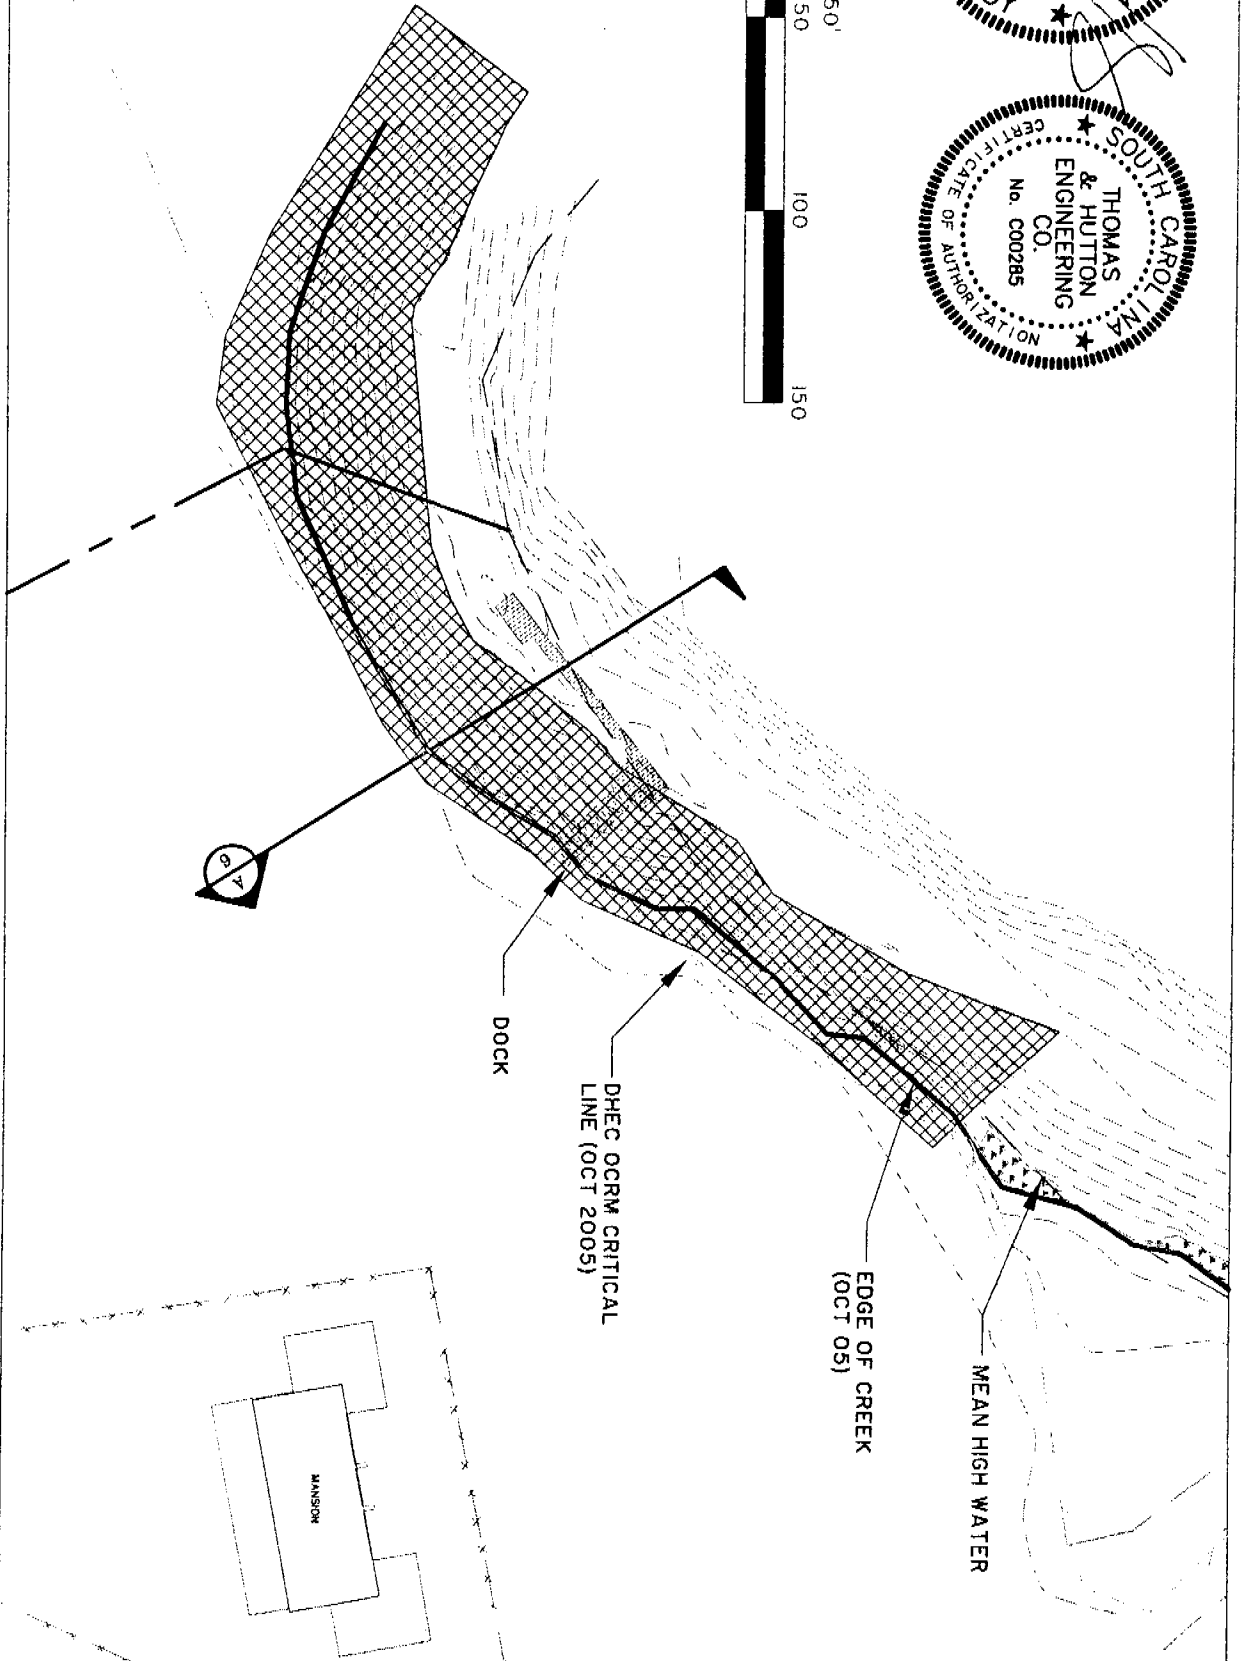 50'
50
100
150
SOUTH CAROLINA
THOMAS
& HUTTON
ENGINEERING
CO.
No. C00285
CERTIFICATE OF AUTHORIZATION
A
6
DOCK
DHEC OCRM CRITICAL
LINE (OCT 2005)
EDGE OF CREEK
(OCT 05)
MEAN HIGH WATER
MANSION